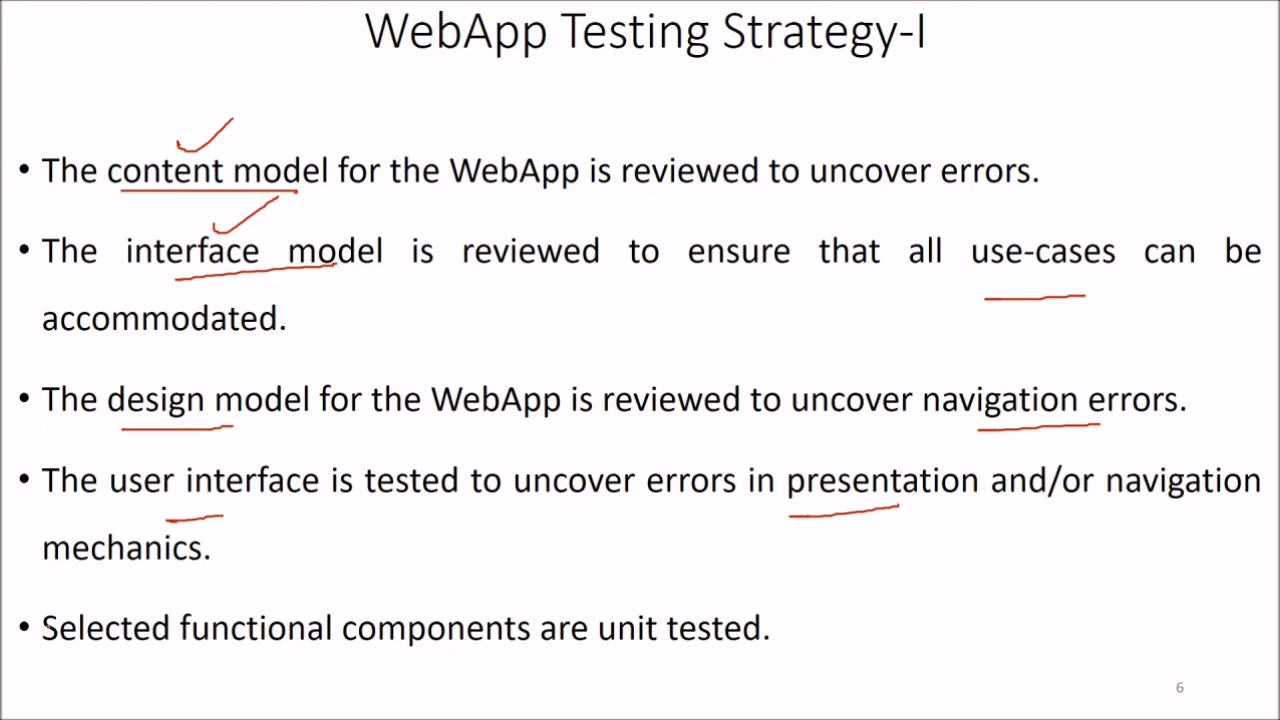 WebApp Testing Strategy-I
• The content model for the WebApp is reviewed to uncover errors.
• The interface model is reviewed to ensure that all use-cases can be
accommodated.
• The design model for the WebApp is reviewed to uncover navigation errors.
• The user interface is tested to uncover errors in presentation and/or navigation
mechanics.
• Selected functional components are unit tested.
6